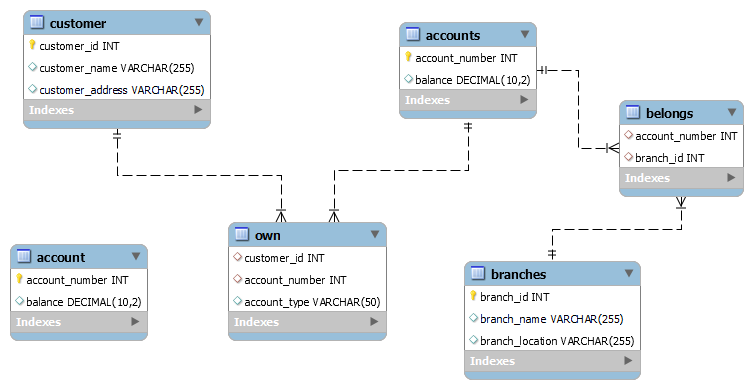 customer
customer_id INT
customer_name VARCHAR(255)
customer_address VARCHAR(255)
Indexes
accounts
account_number INT
balance DECIMAL(10,2)
Indexes
belongs
account_number INT
branch_id INT
Indexes
own
customer_id INT
account_number INT
account_type VARCHAR(50)
Indexes
account
account_number INT
balance DECIMAL(10,2)
Indexes
branches
branch_id INT
branch_name VARCHAR(255)
branch_location VARCHAR(255)
Indexes